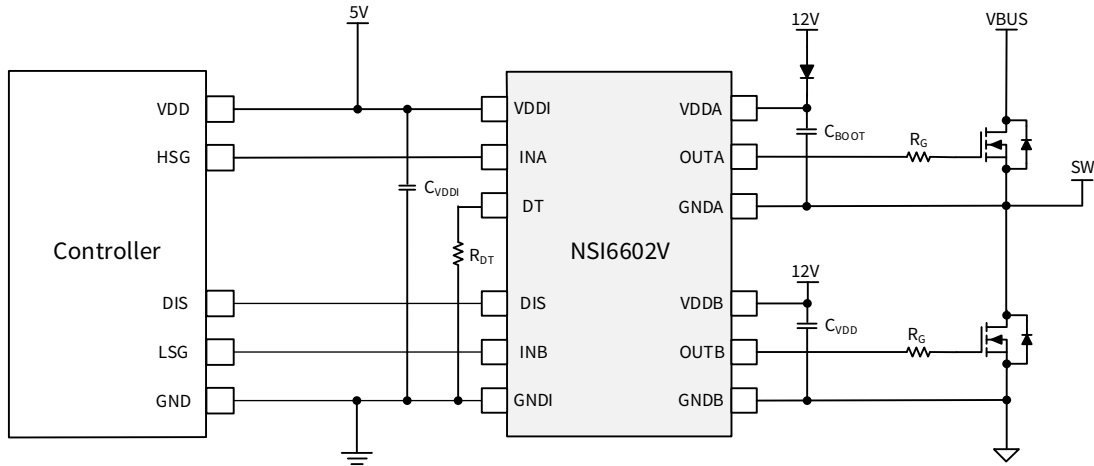 5V
12V
VBUS
VDD
VDDI
VDDA
C_BOOT
HSG
INA
OUTA
R_G
C_VDDI
SW
DT
GNDA
Controller
R_DT
NSI6602V
12V
DIS
DIS
VDDB
C_VDD
LSG
INB
OUTB
R_G
GND
GNDI
GNDB